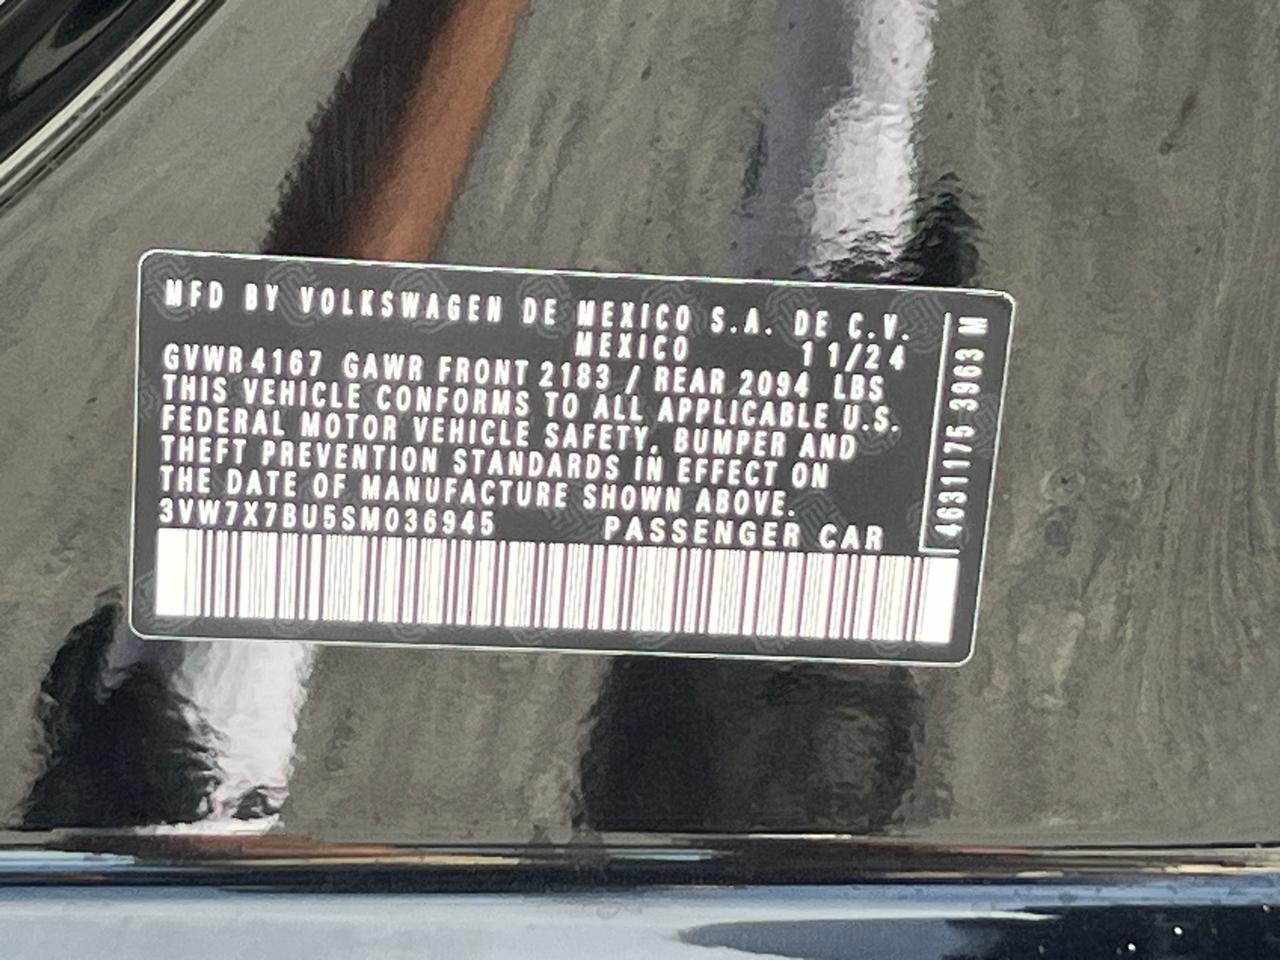 MFD BY VOLKSWAGEN DE MEXICO S.A. DE C.V.
MEXICO 11/24
GVWR 4167 GAWR FRONT 2183 / REAR 2094 LBS
THIS VEHICLE CONFORMS TO ALL APPLICABLE U.S.
FEDERAL MOTOR VEHICLE SAFETY, BUMPER AND
THEFT PREVENTION STANDARDS IN EFFECT ON
THE DATE OF MANUFACTURE SHOWN ABOVE.
3VW7X7BU5SM036945 PASSENGER CAR
4631175 3963 M